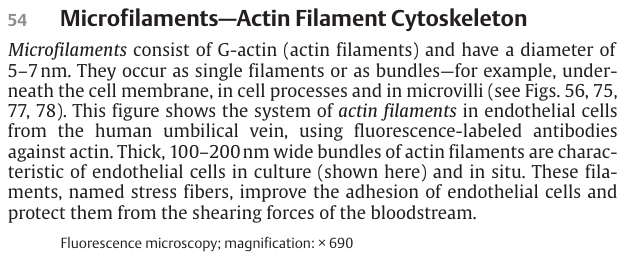 54 Microfilaments—Actin Filament Cytoskeleton
Microfilaments consist of G-actin (actin filaments) and have a diameter of
5–7 nm. They occur as single filaments or as bundles—for example, under-
neath the cell membrane, in cell processes and in microvilli (see Figs. 56, 75,
77, 78). This figure shows the system of actin filaments in endothelial cells
from the human umbilical vein, using fluorescence-labeled antibodies
against actin. Thick, 100–200 nm wide bundles of actin filaments are charac-
teristic of endothelial cells in culture (shown here) and in situ. These fila-
ments, named stress fibers, improve the adhesion of endothelial cells and
protect them from the shearing forces of the bloodstream.
Fluorescence microscopy; magnification: × 690